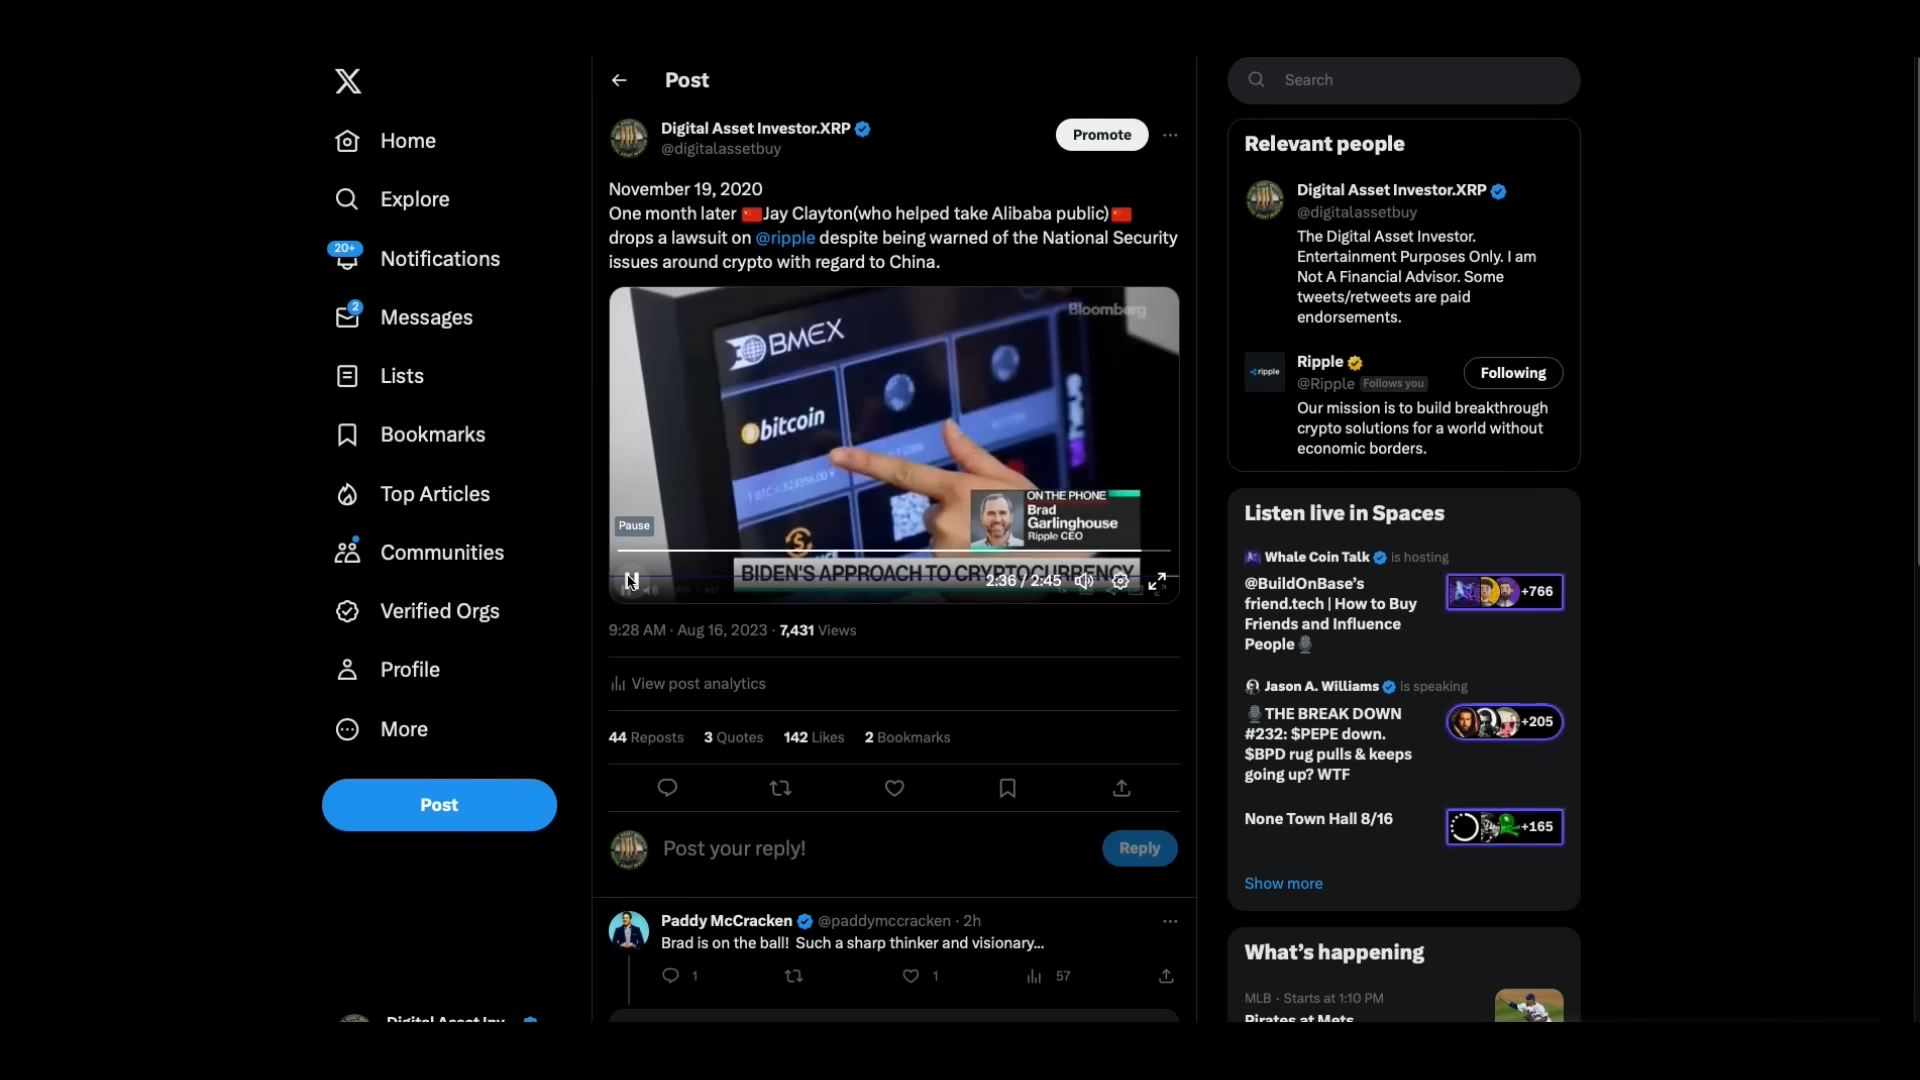 Post
Search
Digital Asset Investor.XRP
@digitalassetbuy
Promote
Home
Explore
20+
Notifications
2
Messages
Lists
Bookmarks
Top Articles
Communities
Verified Orgs
Profile
More
Post
November 19, 2020
One month later 🇨🇳Jay Clayton(who helped take Alibaba public)🇨🇳
drops a lawsuit on @ripple despite being warned of the National Security
issues around crypto with regard to China.
Bloomberg
BMEX
bitcoin
ON THE PHONE
Brad
Garlinghouse
Ripple CEO
Pause
BIDEN'S APPROACH TO CRYPTOCURRENCY
2:36 / 2:45
9:28 AM · Aug 16, 2023 · 7,431 Views
View post analytics
44 Reposts 3 Quotes 142 Likes 2 Bookmarks
Post your reply!
Reply
Paddy McCracken @paddymccracken · 2h
Brad is on the ball! Such a sharp thinker and visionary...
1
1
57
Relevant people
Digital Asset Investor.XRP
@digitalassetbuy
The Digital Asset Investor.
Entertainment Purposes Only. I am
Not A Financial Advisor. Some
tweets/retweets are paid
endorsements.
ripple
Ripple
@Ripple Follows you
Following
Our mission is to build breakthrough
crypto solutions for a world without
economic borders.
Listen live in Spaces
Whale Coin Talk is hosting
@BuildOnBase's
friend.tech | How to Buy
Friends and Influence
People🎙
+766
Jason A. Williams is speaking
🎙THE BREAK DOWN
#232: $PEPE down.
$BPD rug pulls & keeps
going up? WTF
+205
None Town Hall 8/16
+165
Show more
What's happening
MLB · Starts at 1:10 PM
Pirates at Mets
Digital Asset Inv